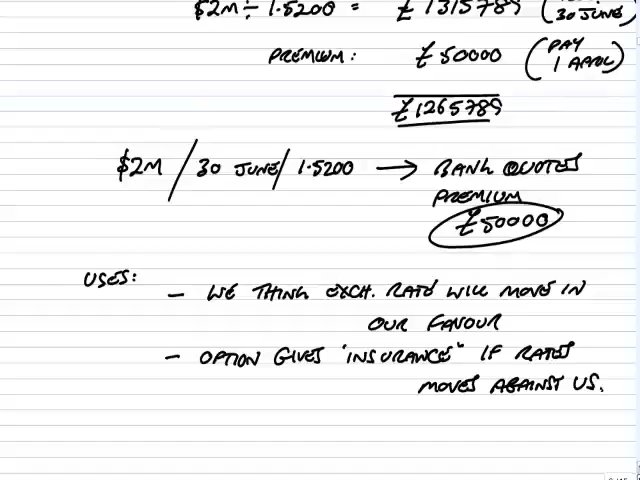 $2M ÷ 1.5200 = £1315789 (
30 JUNE)
PREMIUM: £50000 (PAY
1 APRIL)
£1265789
$2M / 30 JUNE / 1.5200 → BANK QUOTES
PREMIUM
£50000
USES:
- WE THINK EXCH. RATE WILL MOVE IN
OUR FAVOUR
- OPTION GIVES "INSURANCE" IF RATES
MOVES AGAINST US.